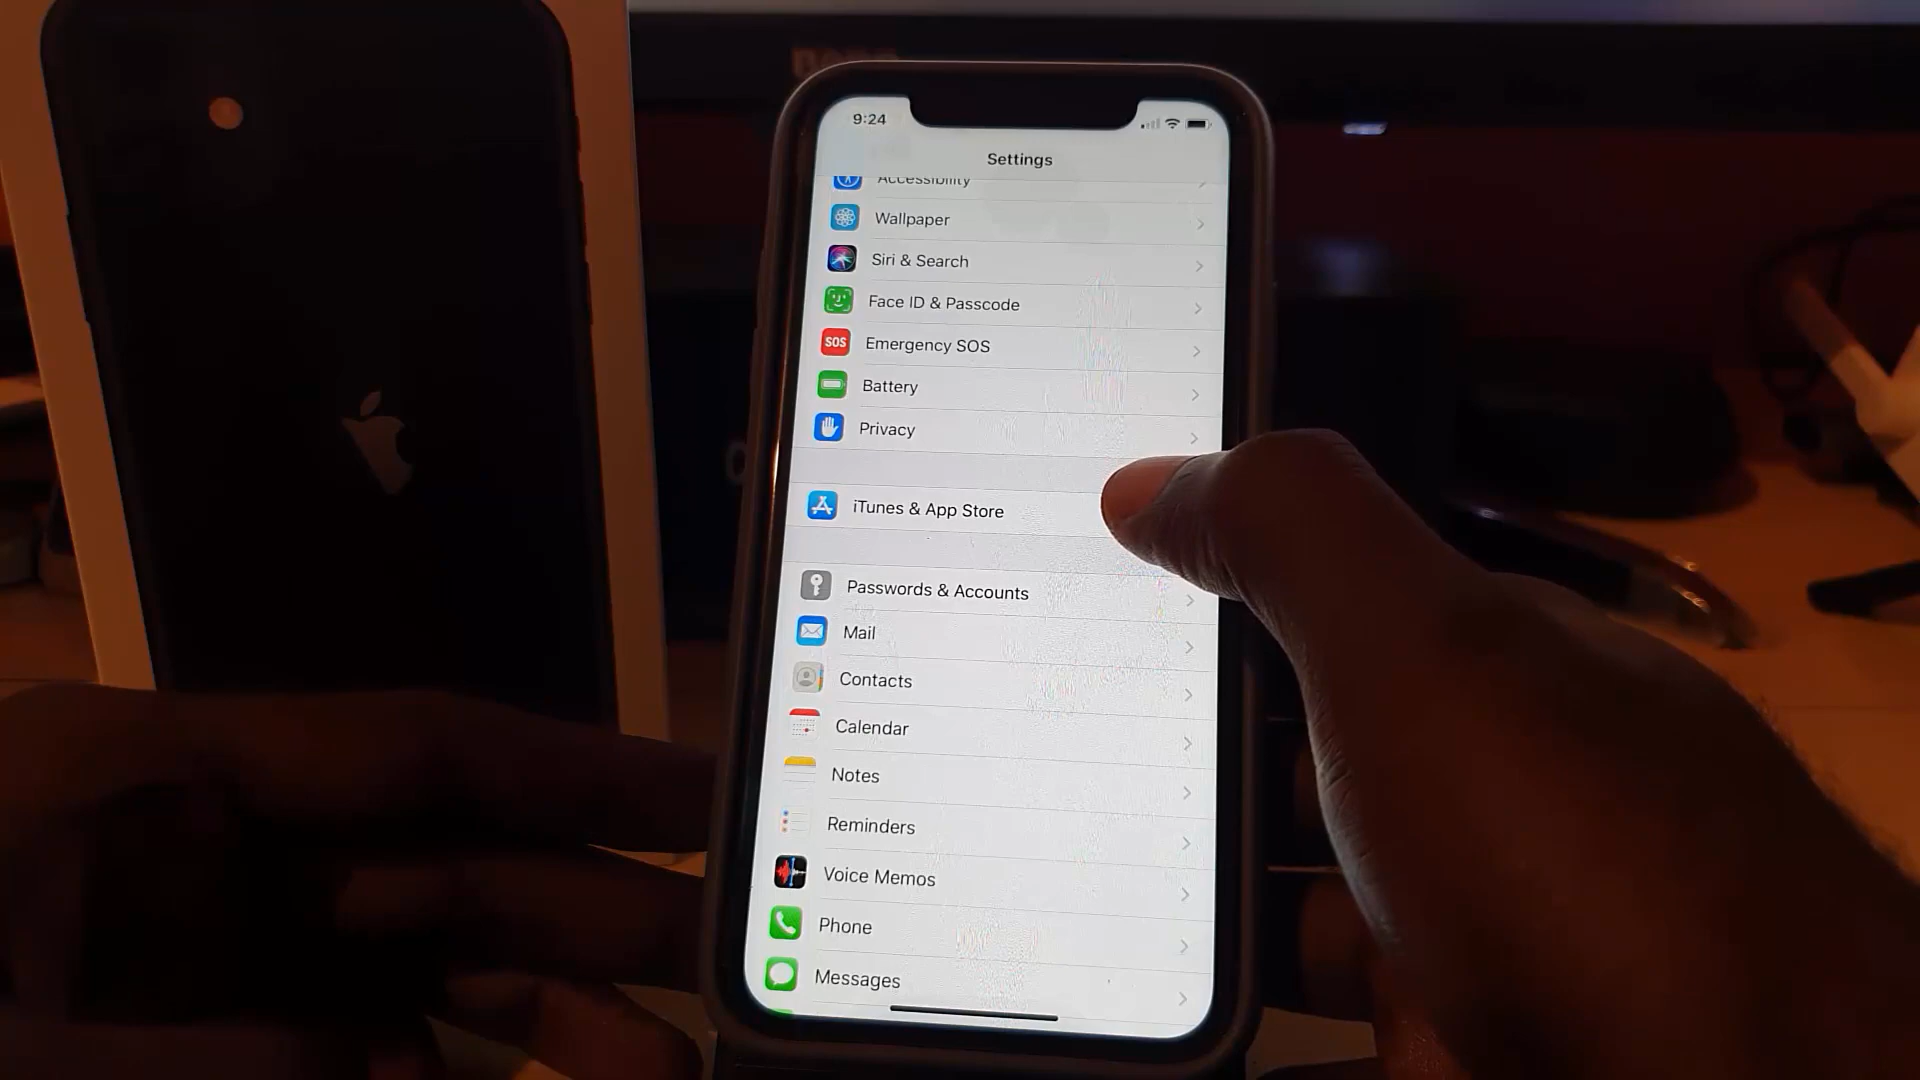 9:24
Settings
Accessibility
Wallpaper
Siri & Search
Face ID & Passcode
SOS
Emergency SOS
Battery
Privacy
iTunes & App Store
Passwords & Accounts
Mail
Contacts
Calendar
Notes
Reminders
Voice Memos
Phone
Messages